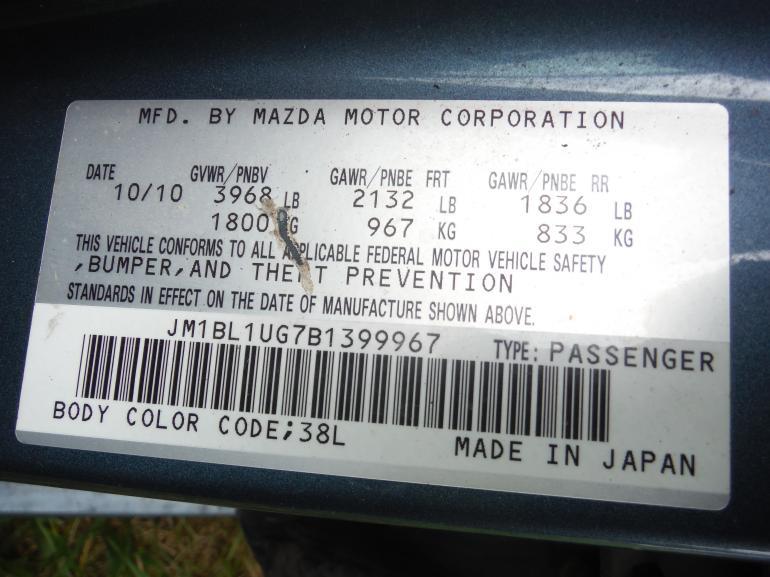 MFD. BY MAZDA MOTOR CORPORATION
DATE GVWR/PNBV GAWR/PNBE FRT GAWR/PNBE RR
10/10 3968 LB 2132 LB 1836 LB
1800 KG 967 KG 833 KG
THIS VEHICLE CONFORMS TO ALL APPLICABLE FEDERAL MOTOR VEHICLE SAFETY
,BUMPER,AND THEFT PREVENTION
STANDARDS IN EFFECT ON THE DATE OF MANUFACTURE SHOWN ABOVE.
JM1BL1UG7B1399967 TYPE: PASSENGER
BODY COLOR CODE;38L MADE IN JAPAN